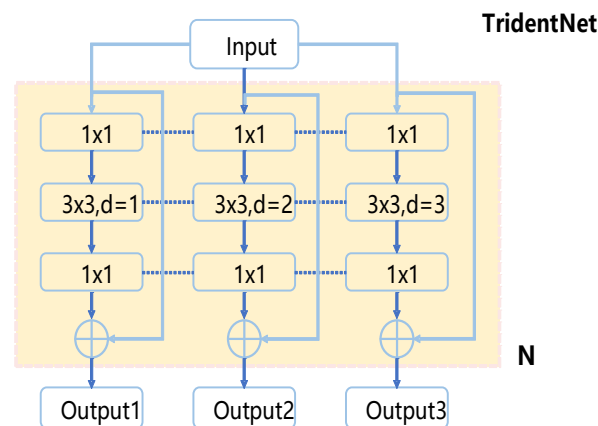 TridentNet
Input
1x1 1x1 1x1
3x3,d=1 3x3,d=2 3x3,d=3
1x1 1x1 1x1
N
Output1 Output2 Output3